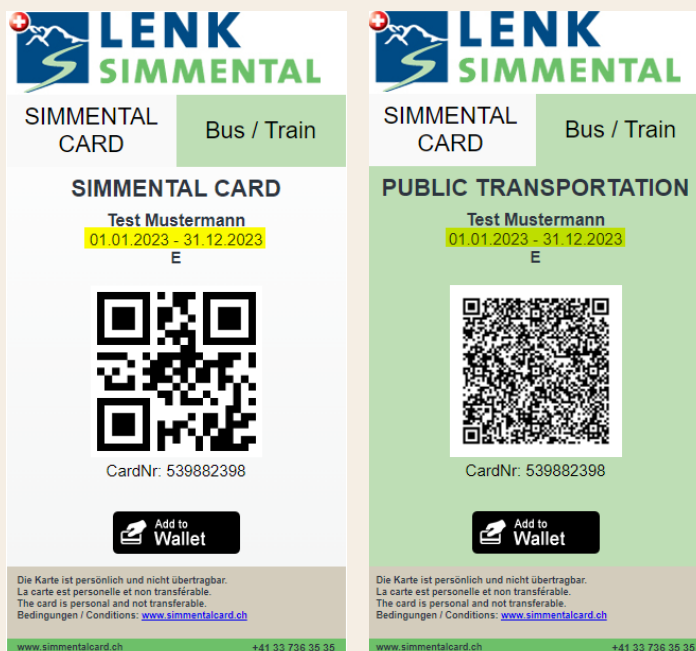 LENK
SIMMENTAL
SIMMENTAL
CARD
Bus / Train
SIMMENTAL CARD
Test Mustermann
01.01.2023 - 31.12.2023
E
CardNr: 539882398
Add to
Wallet
Die Karte ist persönlich und nicht übertragbar.
La carte est personelle et non transférable.
The card is personal and not transferable.
Bedingungen / Conditions: www.simmentalcard.ch
www.simmentalcard.ch +41 33 736 35 35
LENK
SIMMENTAL
SIMMENTAL
CARD
Bus / Train
PUBLIC TRANSPORTATION
Test Mustermann
01.01.2023 - 31.12.2023
E
CardNr: 539882398
Add to
Wallet
Die Karte ist persönlich und nicht übertragbar.
La carte est personelle et non transférable.
The card is personal and not transferable.
Bedingungen / Conditions: www.simmentalcard.ch
www.simmentalcard.ch +41 33 736 35 35